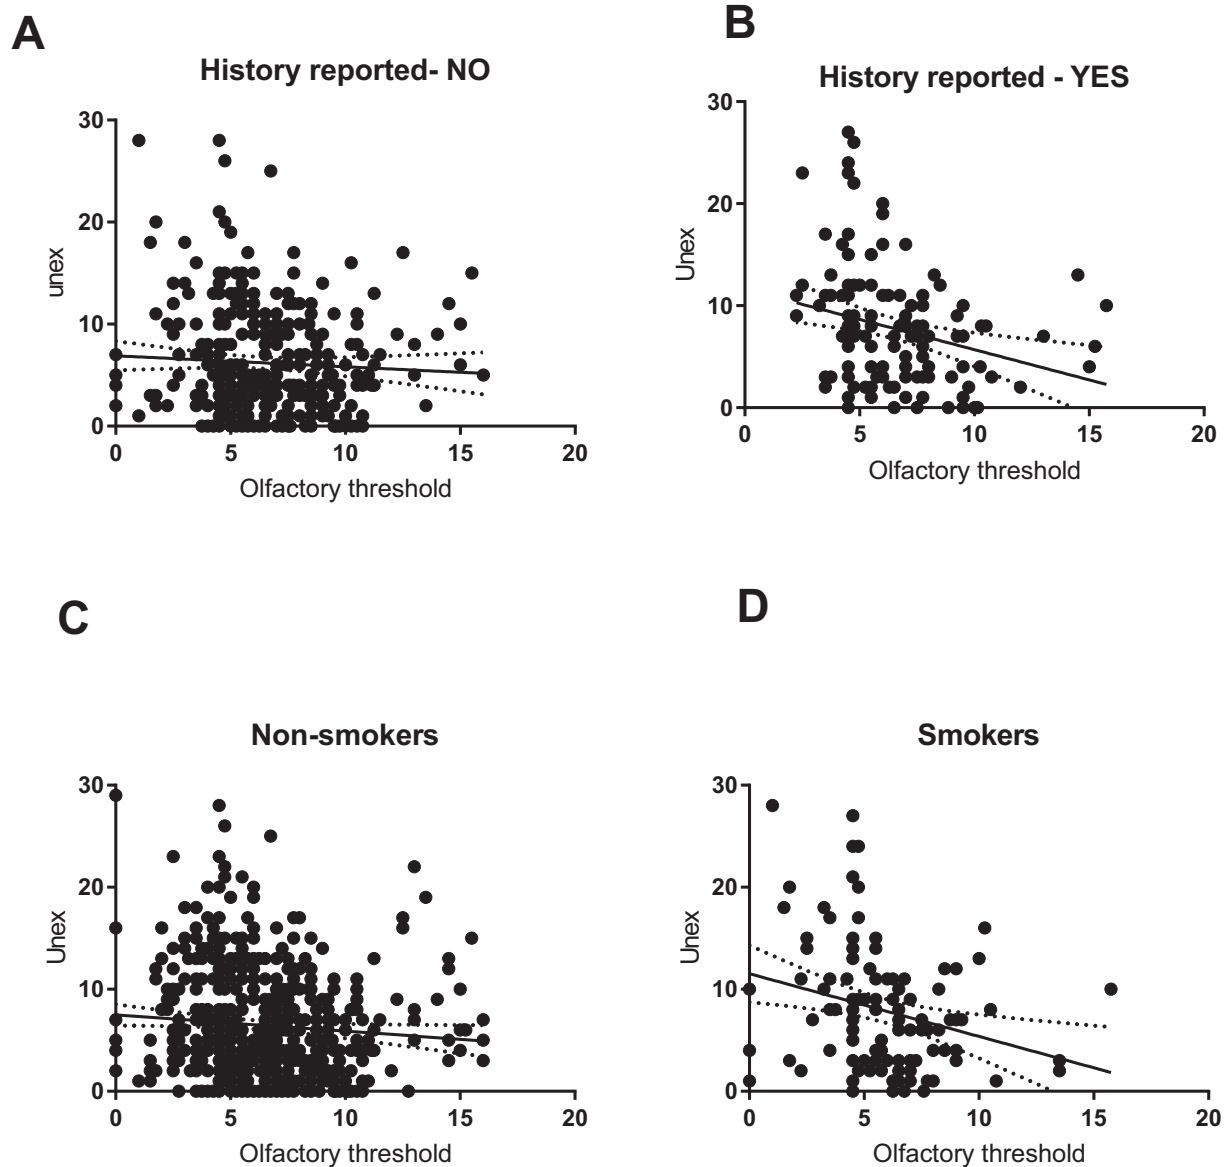 A
History reported- NO
30
20
10
0
unex
0 5 10 15 20
Olfactory threshold
B
History reported - YES
30
20
10
0
Unex
0 5 10 15 20
Olfactory threshold
C
Non-smokers
30
20
10
0
Unex
0 5 10 15 20
Olfactory threshold
D
Smokers
30
20
10
0
Unex
0 5 10 15 20
Olfactory threshold